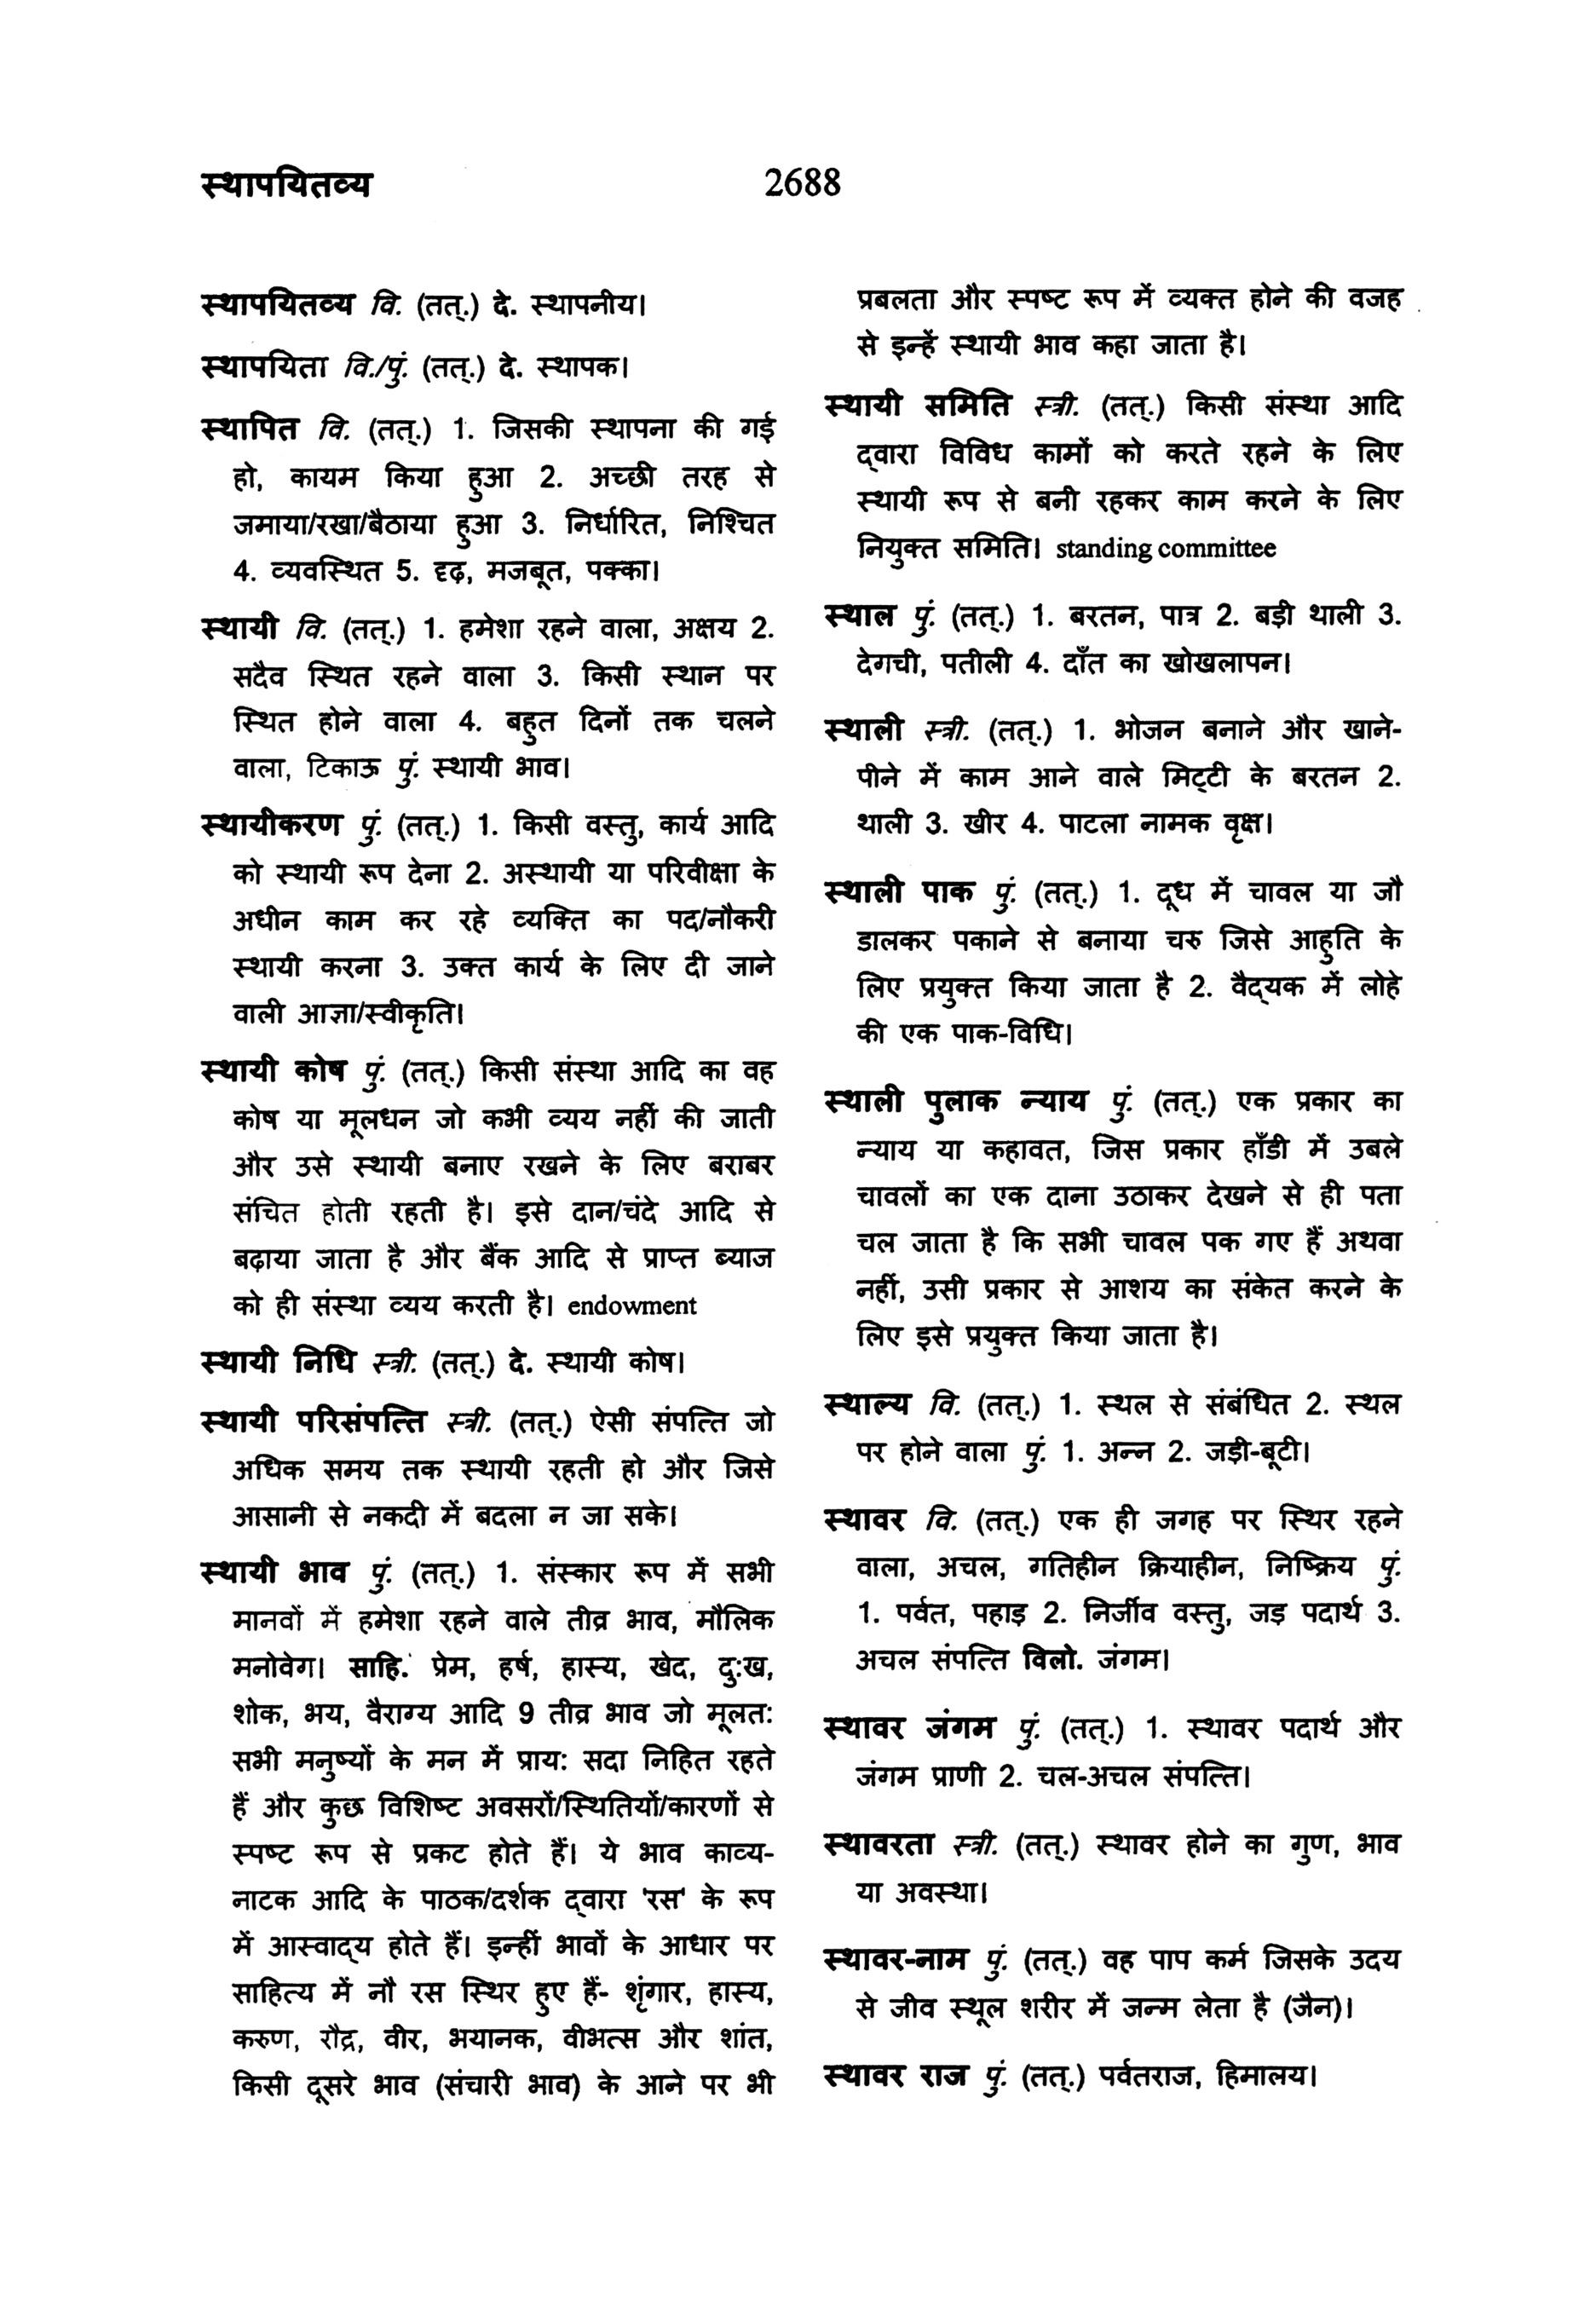 स्थापयितव्य
2688
स्थापयितव्य वि. (तत्.) दे. स्थापनीय।
स्थापयिता वि./पुं. (तत्.) दे. स्थापक।
स्थापित वि. (तत्.) 1. जिसकी स्थापना की गई
हो, कायम किया हुआ 2. अच्छी तरह से
जमाया/रखा/बैठाया हुआ 3. निर्धारित, निश्चित
4. व्यवस्थित 5. दृढ़, मजबूत, पक्का।
स्थायी वि. (तत्.) 1. हमेशा रहने वाला, अक्षय 2.
सदैव स्थित रहने वाला 3. किसी स्थान पर
स्थित होने वाला 4. बहुत दिनों तक चलने
वाला, टिकाऊ पुं. स्थायी भाव।
स्थायीकरण पुं. (तत्.) 1. किसी वस्तु, कार्य आदि
को स्थायी रूप देना 2. अस्थायी या परिवीक्षा के
अधीन काम कर रहे व्यक्ति का पद/नौकरी
स्थायी करना 3. उक्त कार्य के लिए दी जाने
वाली आज्ञा/स्वीकृति।
स्थायी कोष पुं. (तत्.) किसी संस्था आदि का वह
कोष या मूलधन जो कभी व्यय नहीं की जाती
और उसे स्थायी बनाए रखने के लिए बराबर
संचित होती रहती है। इसे दान/चंदे आदि से
बढ़ाया जाता है और बैंक आदि से प्राप्त ब्याज
को ही संस्था व्यय करती है। endowment
स्थायी निधि स्त्री. (तत्.) दे. स्थायी कोष।
स्थायी परिसंपत्ति स्त्री. (तत्.) ऐसी संपत्ति जो
अधिक समय तक स्थायी रहती हो और जिसे
आसानी से नकदी में बदला न जा सके।
स्थायी भाव पुं. (तत्.) 1. संस्कार रूप में सभी
मानवों में हमेशा रहने वाले तीव्र भाव, मौलिक
मनोवेग। साहि. प्रेम, हर्ष, हास्य, खेद, दु:ख,
शोक, भय, वैराग्य आदि 9 तीव्र भाव जो मूलत:
सभी मनुष्यों के मन में प्राय: सदा निहित रहते
हैं और कुछ विशिष्ट अवसरों/स्थितियों/कारणों से
स्पष्ट रूप से प्रकट होते हैं। ये भाव काव्य-
नाटक आदि के पाठक/दर्शक द्‌वारा 'रस' के रूप
में आस्वाद्‌य होते हैं। इन्हीं भावों के आधार पर
साहित्य में नौ रस स्थिर हुए हैं- शृंगार, हास्य,
करुण, रौद्र, वीर, भयानक, वीभत्स और शांत,
किसी दूसरे भाव (संचारी भाव) के आने पर भी
प्रबलता और स्पष्ट रूप में व्यक्त होने की वजह
से इन्हें स्थायी भाव कहा जाता है।
स्थायी समिति स्त्री. (तत्.) किसी संस्था आदि
द्‌वारा विविध कामों को करते रहने के लिए
स्थायी रूप से बनी रहकर काम करने के लिए
नियुक्त समिति। standing committee
स्थाल पुं. (तत्.) 1. बरतन, पात्र 2. बड़ी थाली 3.
देगची, पतीली 4. दाँत का खोखलापन।
स्थाली स्त्री. (तत्.) 1. भोजन बनाने और खाने-
पीने में काम आने वाले मिट्‌टी के बरतन 2.
थाली 3. खीर 4. पाटला नामक वृक्ष।
स्थाली पाक पुं. (तत्.) 1. दूध में चावल या जौ
डालकर पकाने से बनाया चरु जिसे आहुति के
लिए प्रयुक्त किया जाता है 2. वैद्‌यक में लोहे
की एक पाक-विधि।
स्थाली पुलाक न्याय पुं. (तत्.) एक प्रकार का
न्याय या कहावत, जिस प्रकार हाँडी में उबले
चावलों का एक दाना उठाकर देखने से ही पता
चल जाता है कि सभी चावल पक गए हैं अथवा
नहीं, उसी प्रकार से आशय का संकेत करने के
लिए इसे प्रयुक्त किया जाता है।
स्थाल्य वि. (तत्.) 1. स्थल से संबंधित 2. स्थल
पर होने वाला पुं. 1. अन्न 2. जड़ी-बूटी।
स्थावर वि. (तत्.) एक ही जगह पर स्थिर रहने
वाला, अचल, गतिहीन क्रियाहीन, निष्क्रिय पुं.
1. पर्वत, पहाड़ 2. निर्जीव वस्तु, जड़ पदार्थ 3.
अचल संपत्ति विलो. जंगम।
स्थावर जंगम पुं. (तत्.) 1. स्थावर पदार्थ और
जंगम प्राणी 2. चल-अचल संपत्ति।
स्थावरता स्त्री. (तत्.) स्थावर होने का गुण, भाव
या अवस्था।
स्थावर-नाम पुं. (तत्.) वह पाप कर्म जिसके उदय
से जीव स्थूल शरीर में जन्म लेता है (जैन)।
स्थावर राज पुं. (तत्.) पर्वतराज, हिमालय।